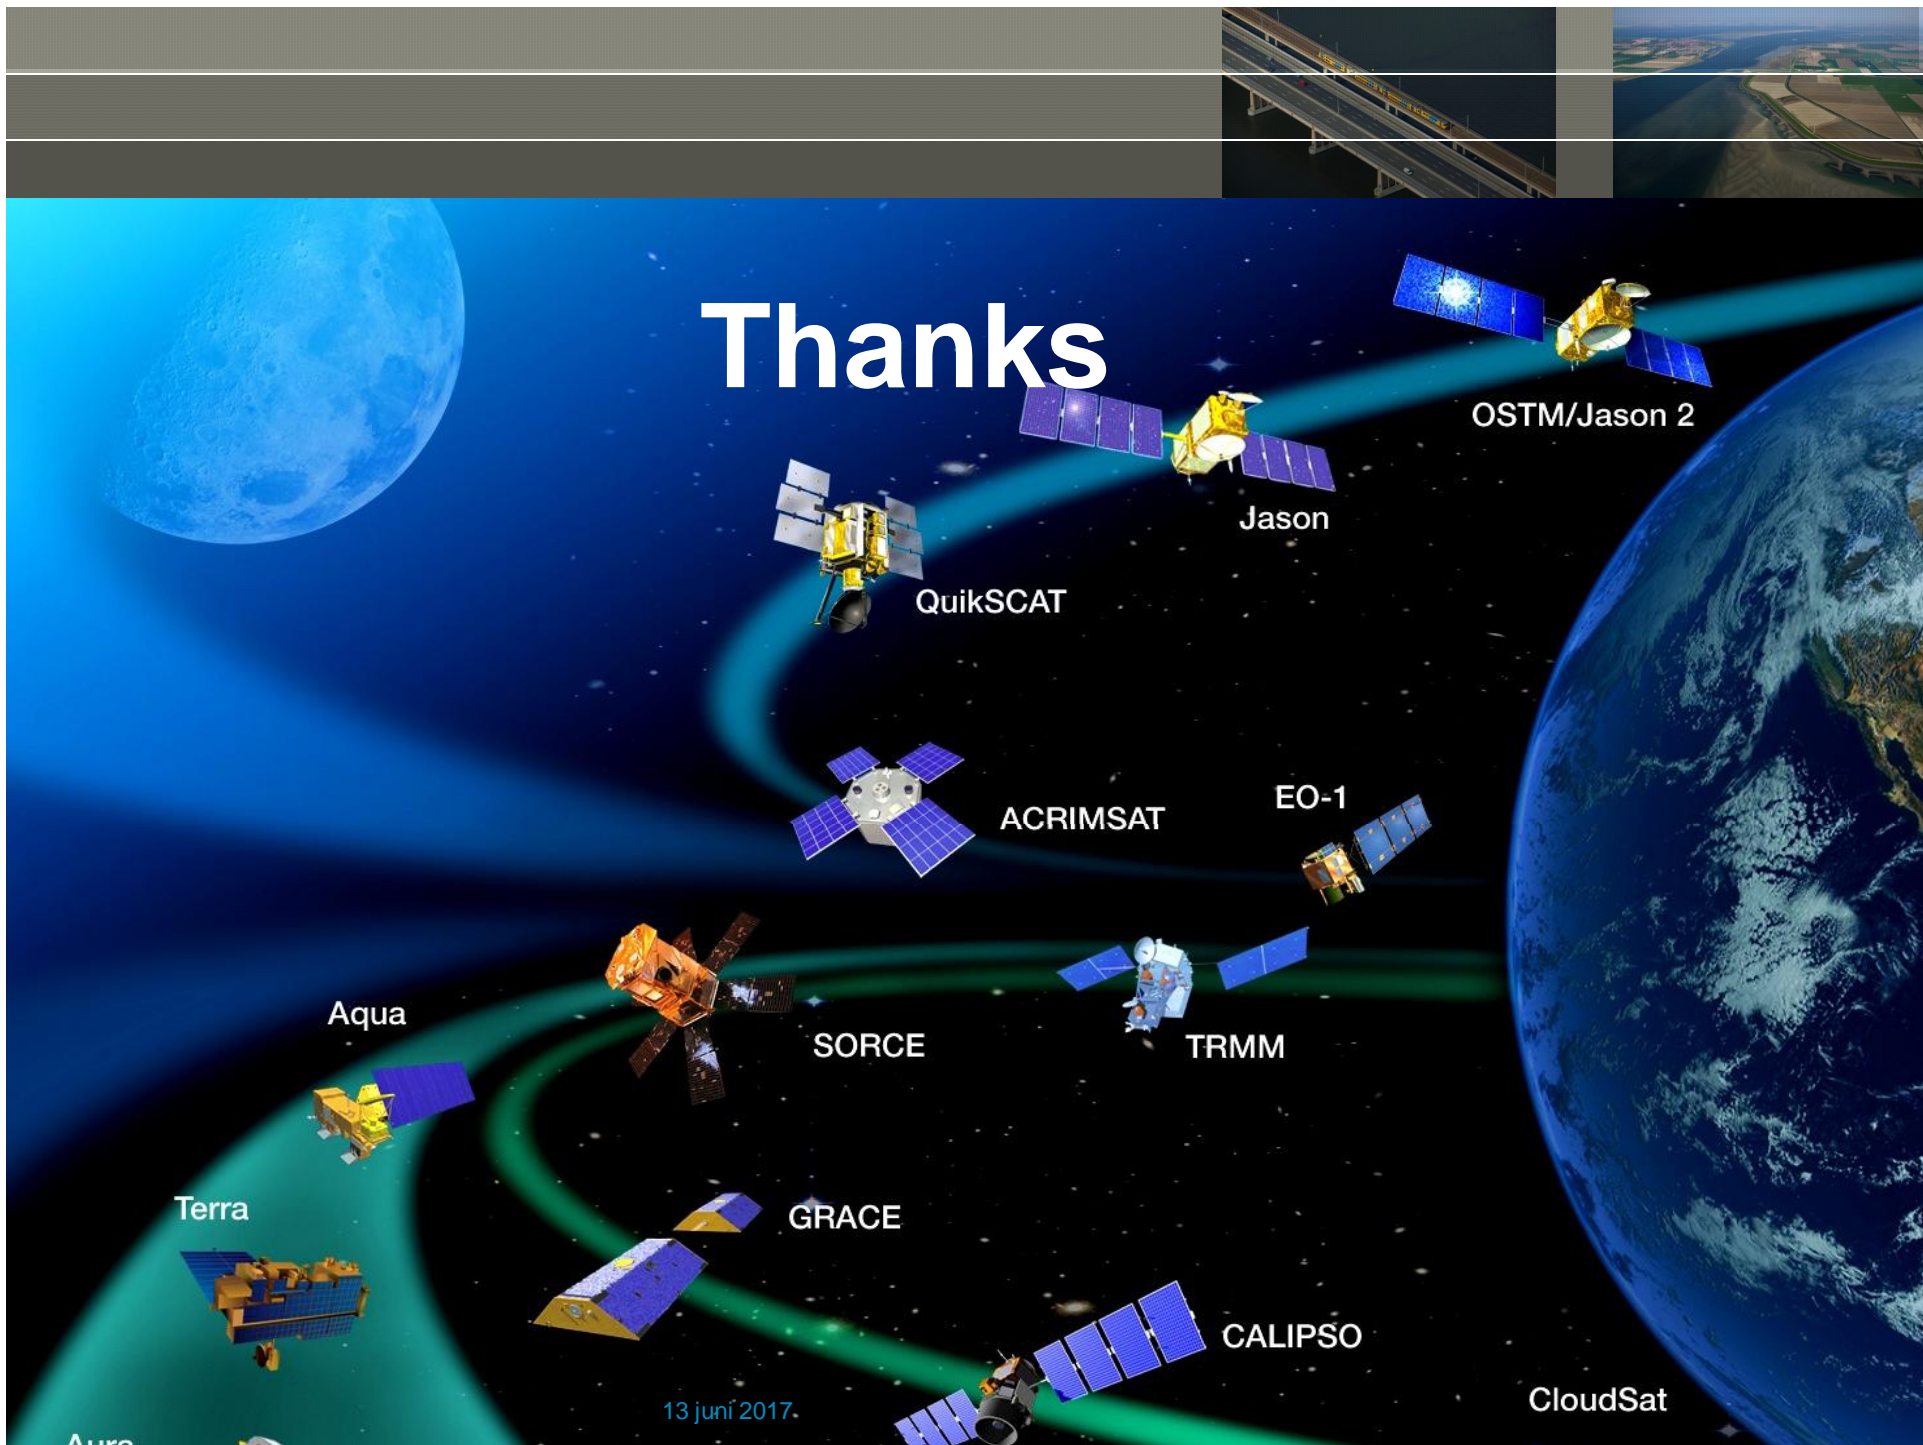 Thanks
OSTM/Jason 2
Jason
QuikSCAT
EO-1
ACRIMSAT
Aqua
SORCE
TRMM
Terra
GRACE
CALIPSO
CloudSat
13 juni 2017
Aura